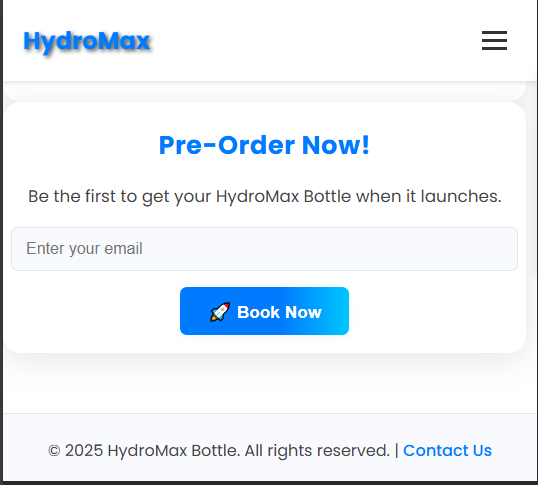 HydroMax
Pre-Order Now!
Be the first to get your HydroMax Bottle when it launches.
Enter your email
🚀 Book Now
© 2025 HydroMax Bottle. All rights reserved. | Contact Us